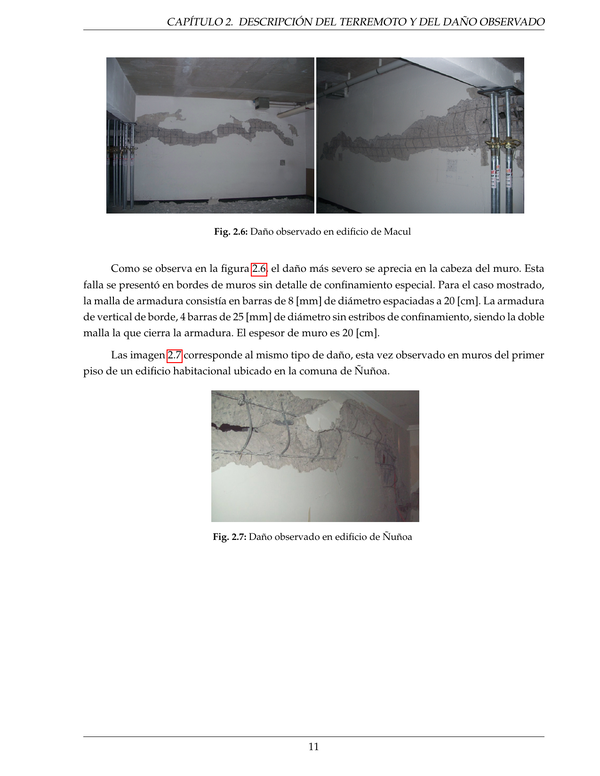 CAPÍTULO 2. DESCRIPCIÓN DEL TERREMOTO Y DEL DAÑO OBSERVADO
Fig. 2.6: Daño observado en edificio de Macul
Como se observa en la figura 2.6, el daño más severo se aprecia en la cabeza del muro. Esta
falla se presentó en bordes de muros sin detalle de confinamiento especial. Para el caso mostrado,
la malla de armadura consistía en barras de 8 [mm] de diámetro espaciadas a 20 [cm]. La armadura
de vertical de borde, 4 barras de 25 [mm] de diámetro sin estribos de confinamiento, siendo la doble
malla la que cierra la armadura. El espesor de muro es 20 [cm].
Las imagen 2.7 corresponde al mismo tipo de daño, esta vez observado en muros del primer
piso de un edificio habitacional ubicado en la comuna de Ñuñoa.
Fig. 2.7: Daño observado en edificio de Ñuñoa
11